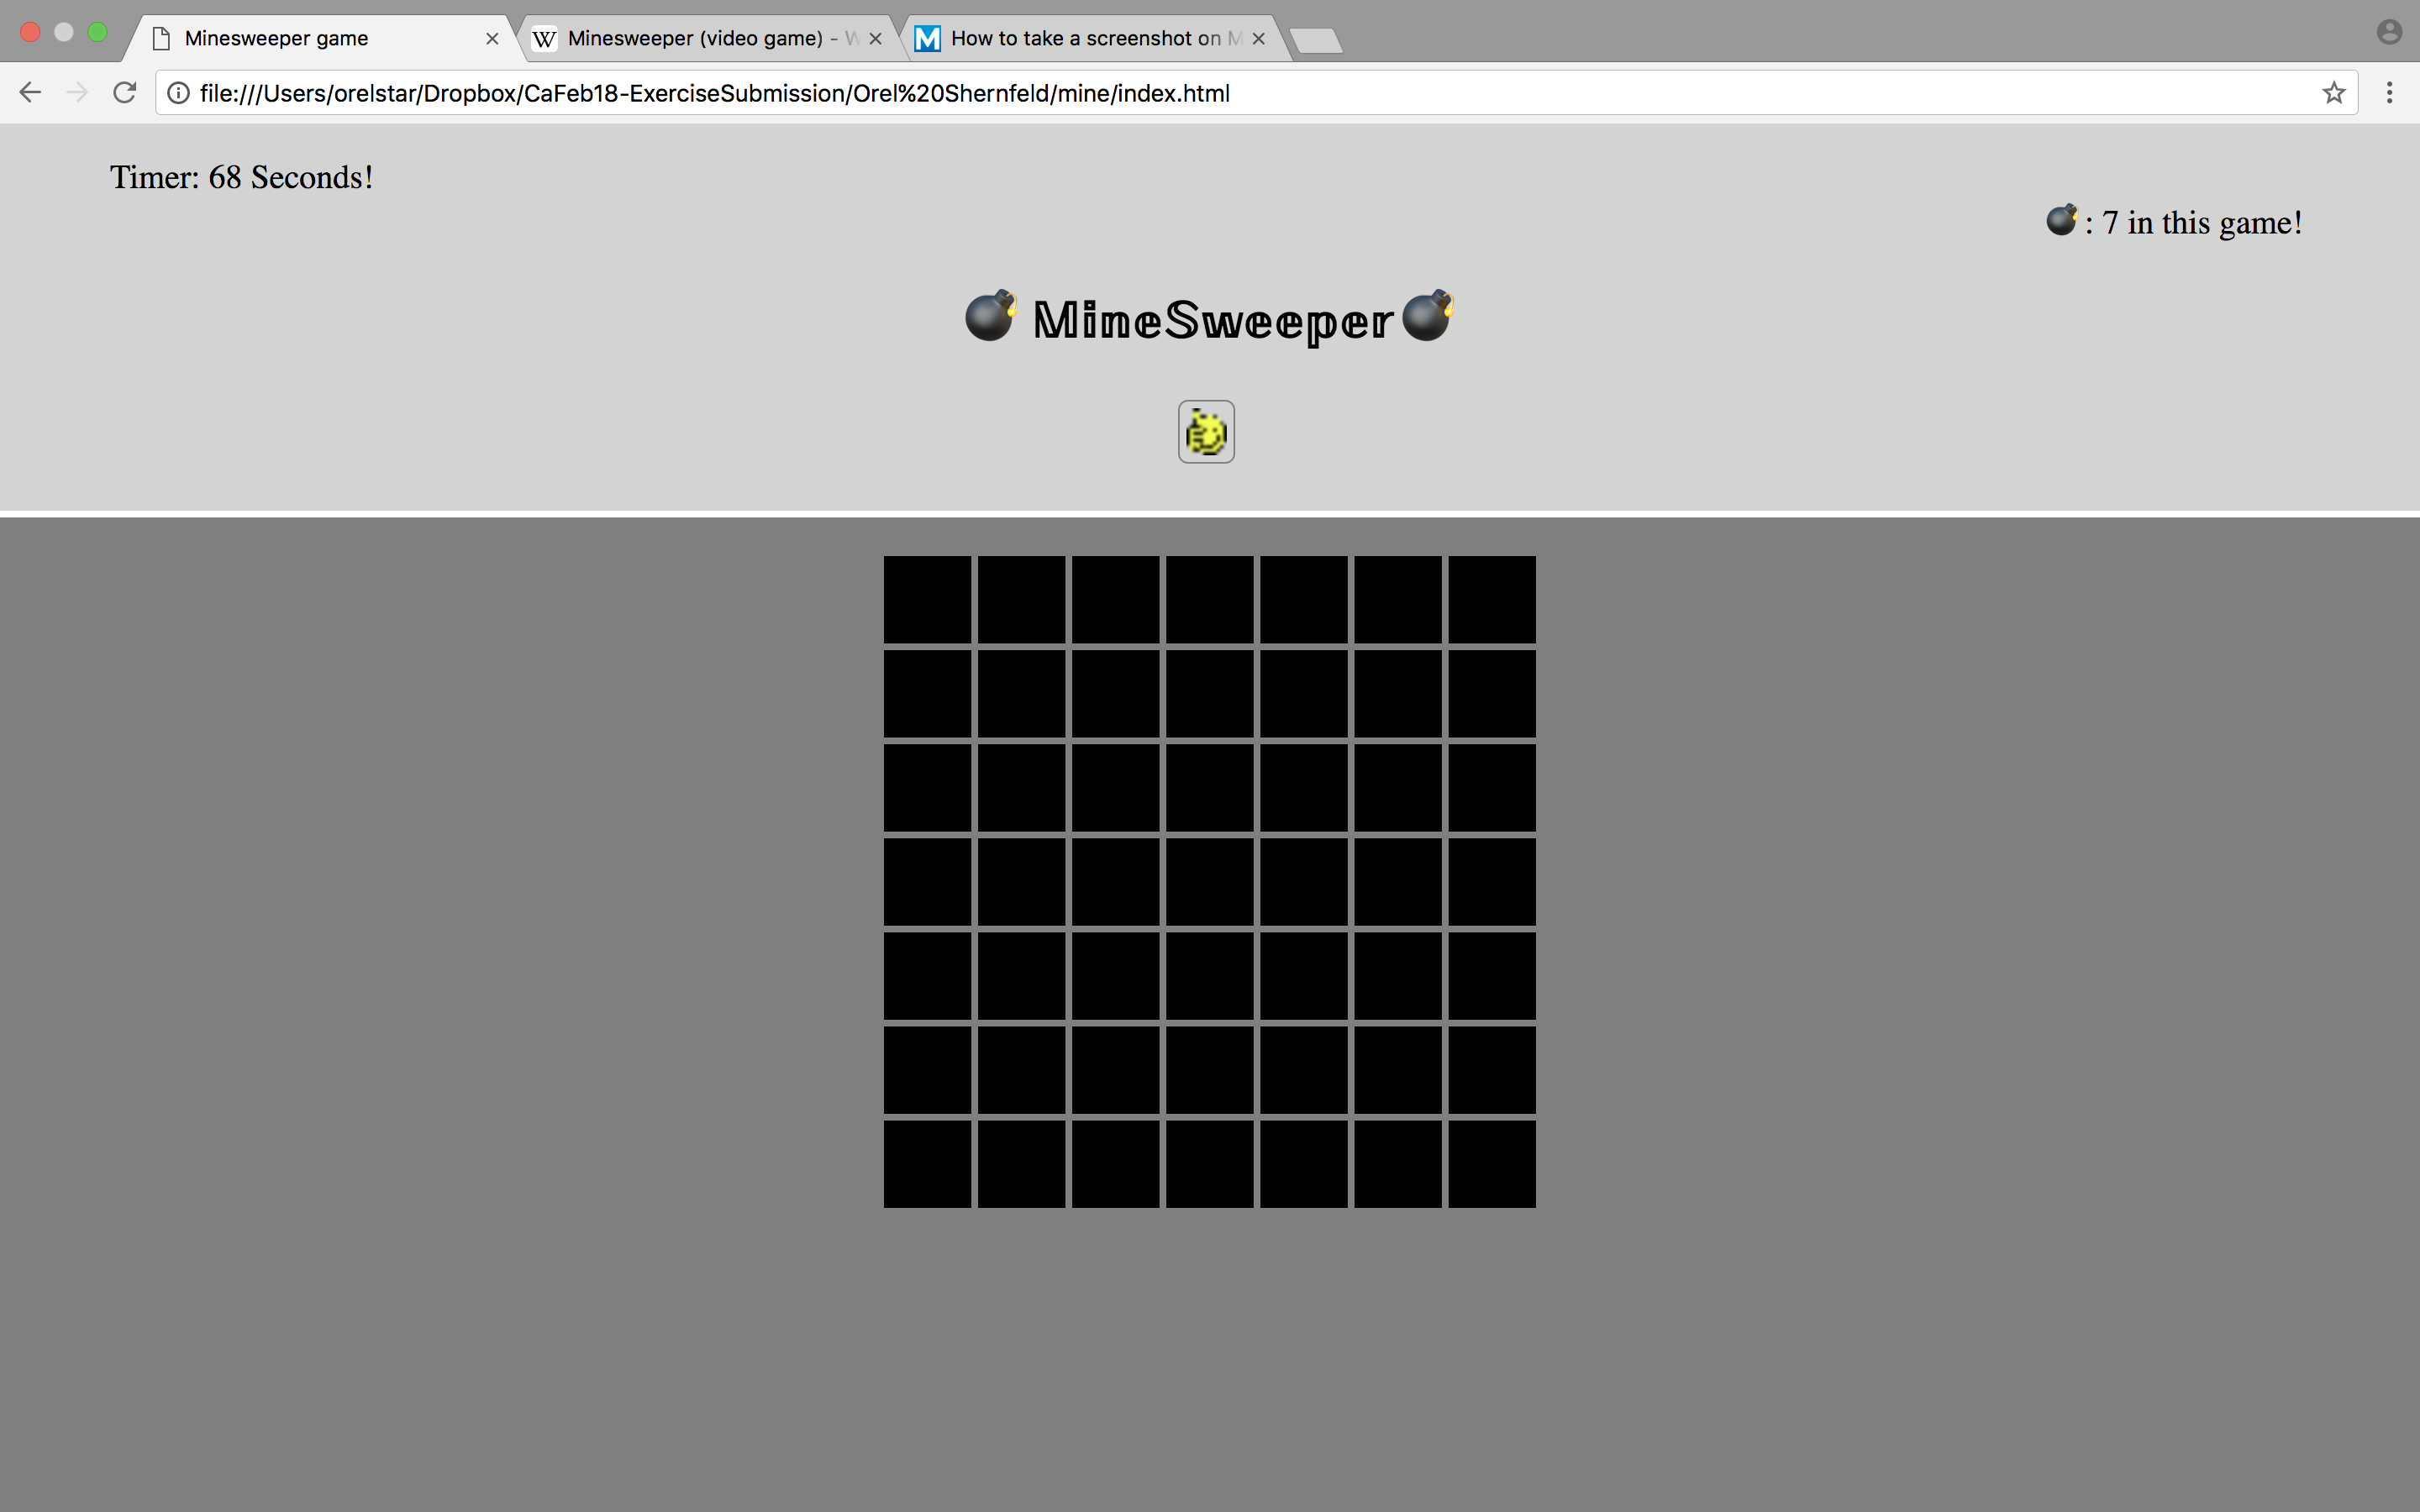 Minesweeper game
W Minesweeper (video game) - W
M How to take a screenshot on M
file:///Users/orelstar/Dropbox/CaFeb18-ExerciseSubmission/Orel%20Shernfeld/mine/index.html
Timer: 68 Seconds!
💣: 7 in this game!
💣 MineSweeper💣